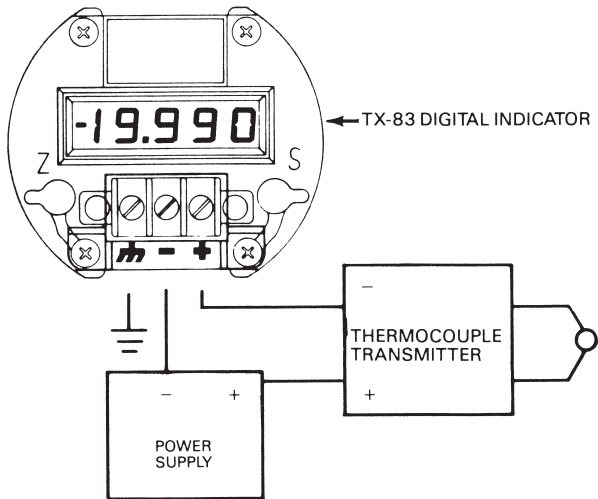 -19.990
TX-83 DIGITAL INDICATOR
Z
S
- +
-
THERMOCOUPLE
TRANSMITTER
+
- +
POWER
SUPPLY